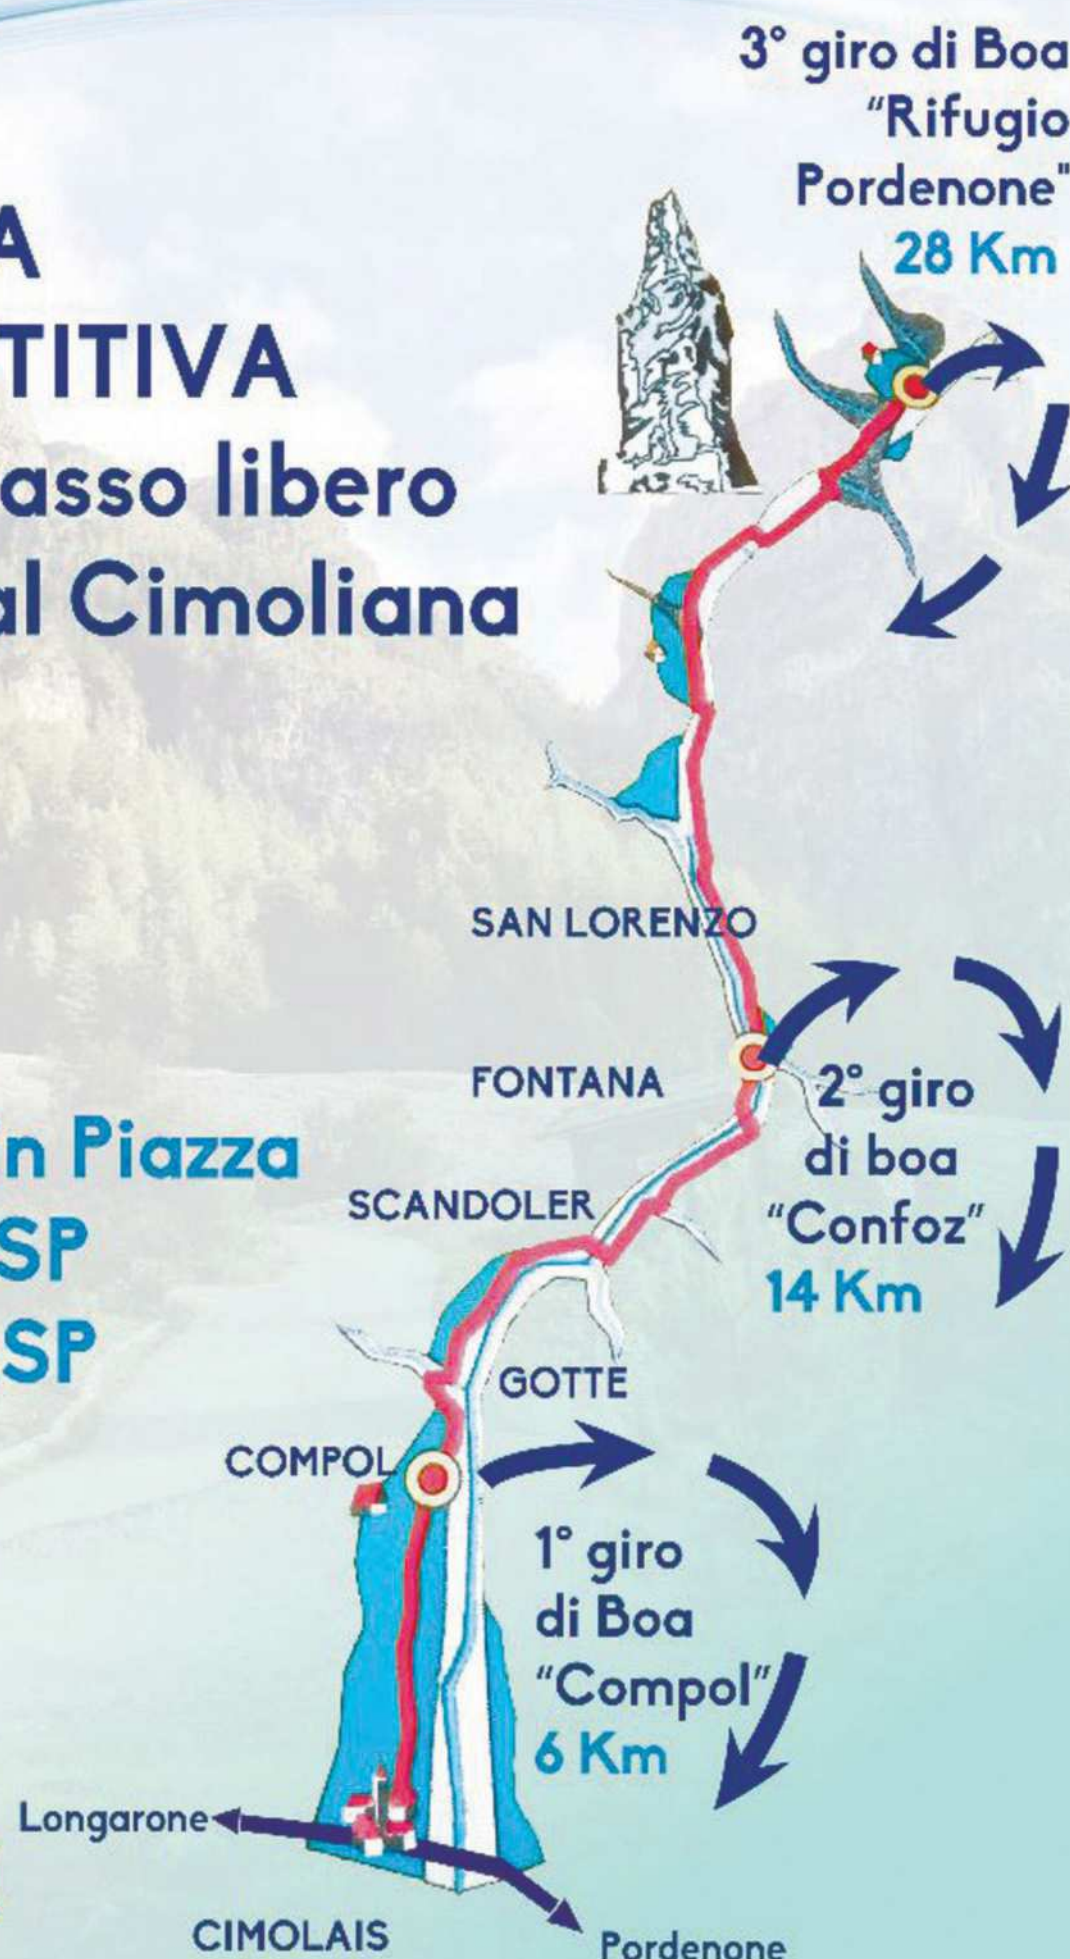 3° giro di Boa
“Rifugio
Pordenone"
28 Km
A
TITIVA
asso libero
al Cimoliana
SAN LORENZO
FONTANA
2° giro
di boa
“Confoz”
14 Km
n Piazza
SP
SP
SCANDOLER
GOTTE
COMPOL
1° giro
di Boa
“Compol”
6 Km
Longarone
CIMOLAIS
Pordenone